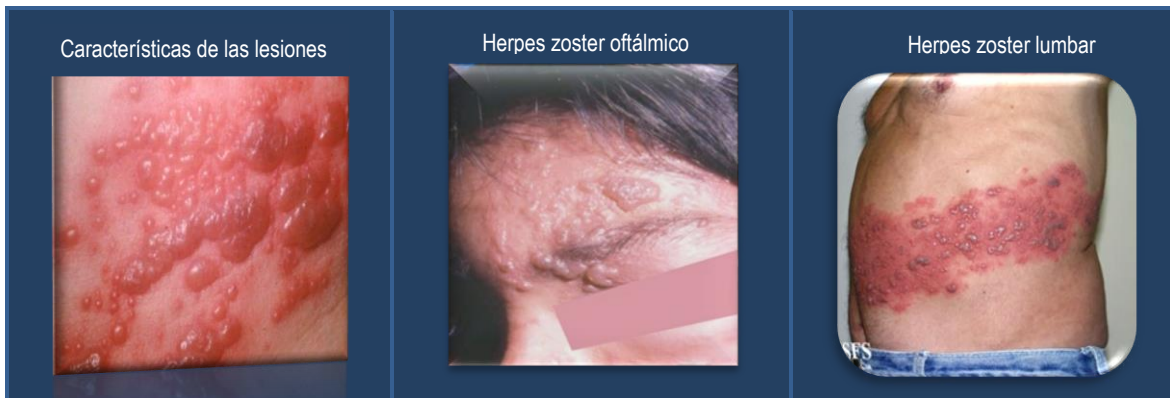 Características de las lesiones
Herpes zoster oftálmico
Herpes zoster lumbar
SFS